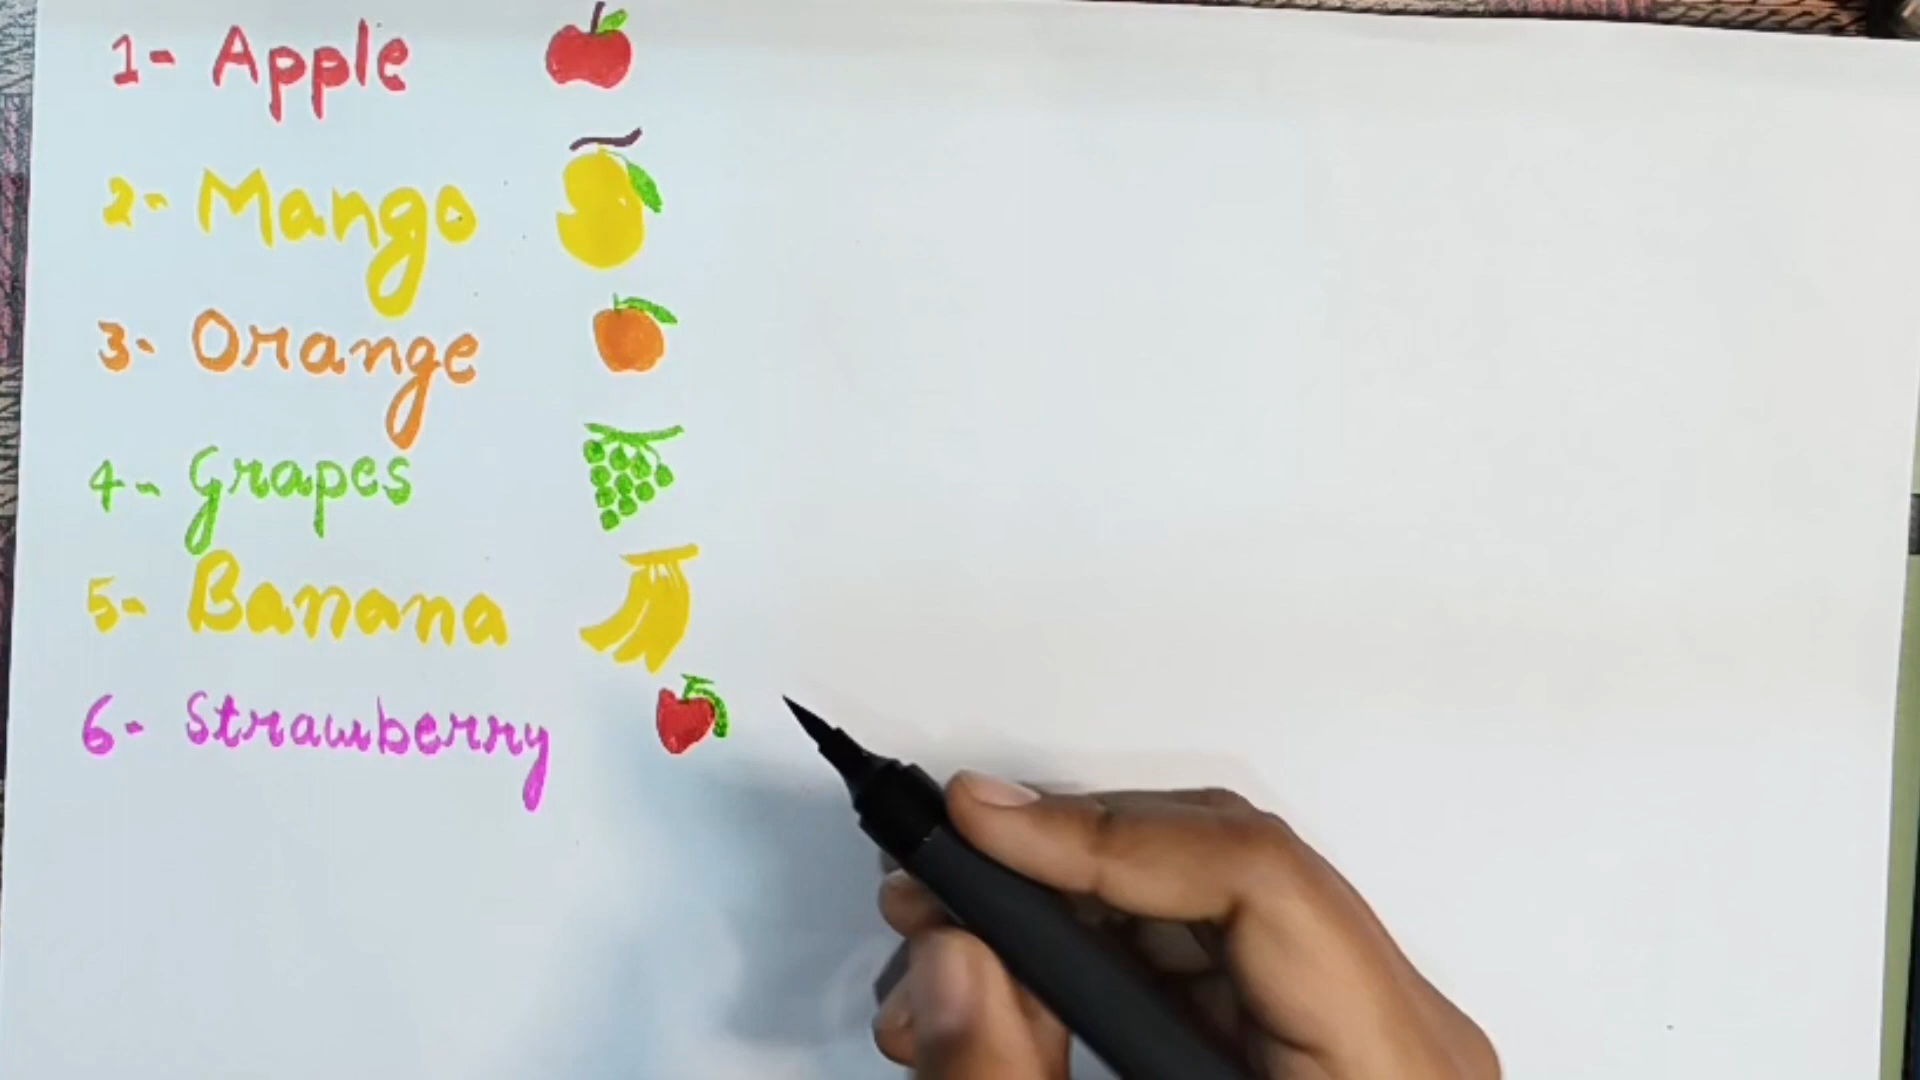 1- Apple
2- Mango
3- Orange
4- Grapes
5- Banana
6- Strawberry